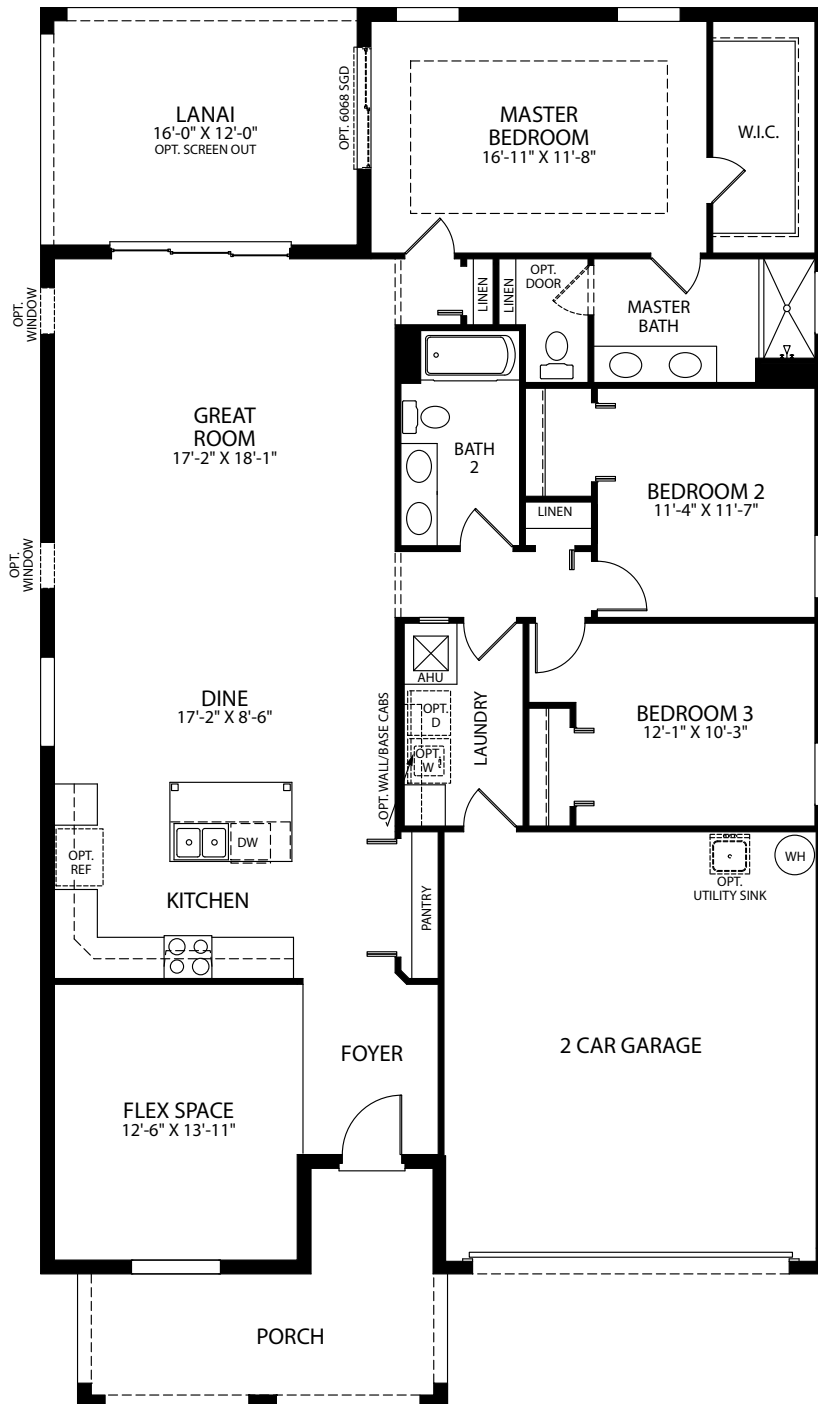 LANAI
16'-0" X 12'-0"
OPT. SCREEN OUT
OPT. 6068 SGD
MASTER
BEDROOM
16'-11" X 11'-8"
W.I.C.
OPT.
WINDOW
LINEN
LINEN
OPT.
DOOR
MASTER
BATH
GREAT
ROOM
17'-2" X 18'-1"
BATH
2
BEDROOM 2
11'-4" X 11'-7"
LINEN
OPT.
WINDOW
AHU
DINE
17'-2" X 8'-6"
OPT. WALL/BASE CABS
OPT.
D
OPT.
W
LAUNDRY
BEDROOM 3
12'-1" X 10'-3"
OPT.
REF
DW
KITCHEN
PANTRY
WH
OPT.
UTILITY SINK
FOYER
2 CAR GARAGE
FLEX SPACE
12'-6" X 13'-11"
PORCH